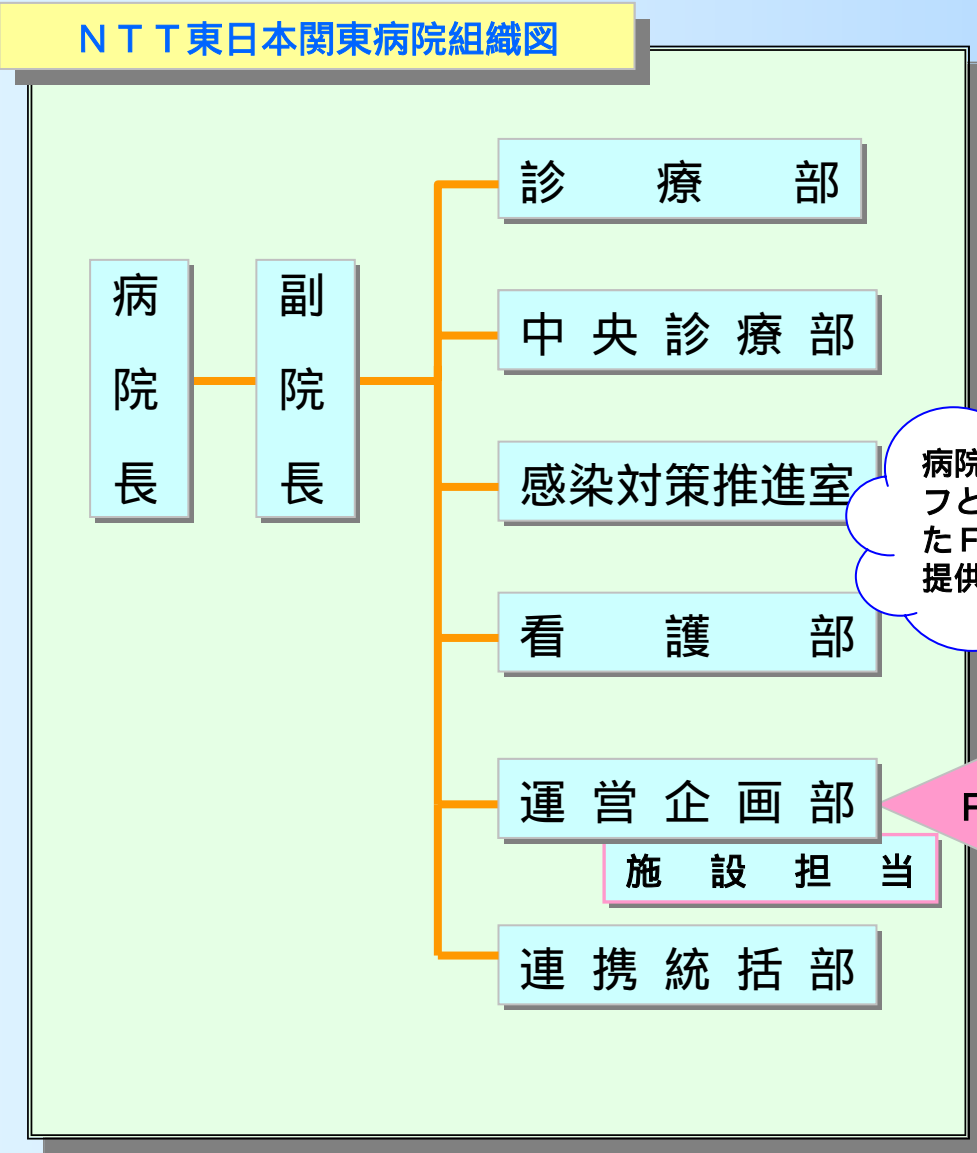 ＮＴＴ東日本関東病院組織図
診療部
病院長
副院長
中央診療部
感染対策推進室
病院
フと
たＦ
提供
看護部
運営企画部
Ｆ
施設担当
連携統括部